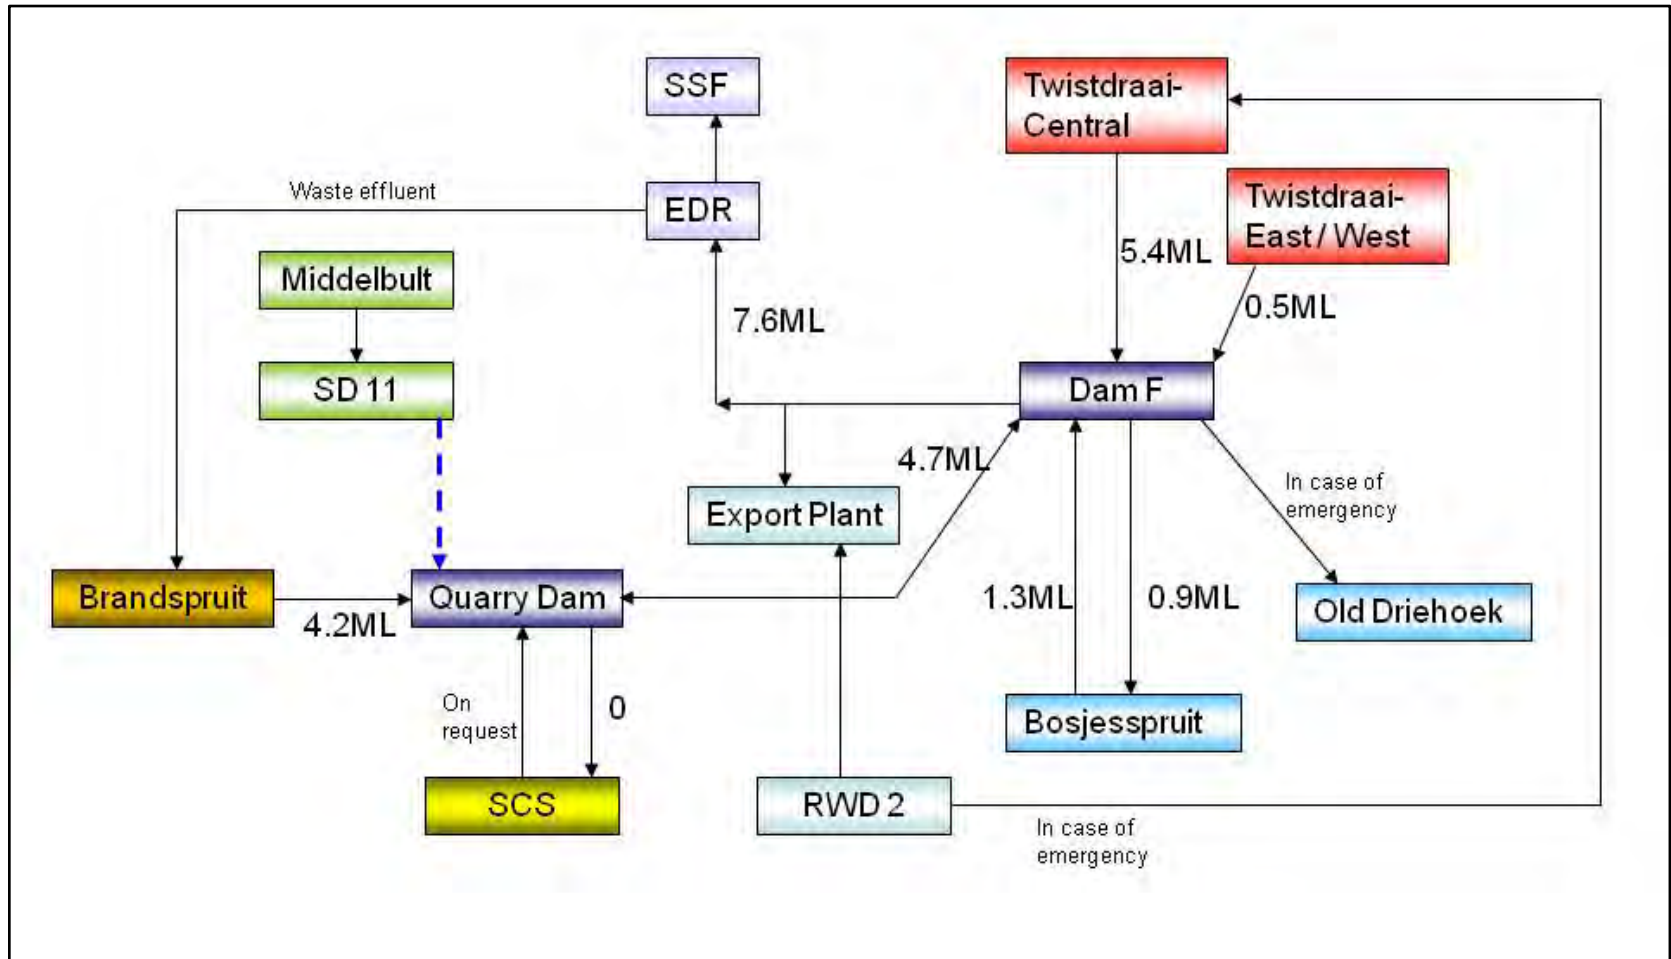 SSF
Twistdraai-
Central
Waste effluent
EDR
Twistdraai-
East / West
Middelbult
5.4ML
0.5ML
7.6ML
SD 11
Dam F
4.7ML
In case of
emergency
Export Plant
Brandspruit
4.2ML
Quarry Dam
1.3ML
0.9ML
Old Driehoek
On
request
0
Bosjesspruit
SCS
RWD 2
In case of
emergency